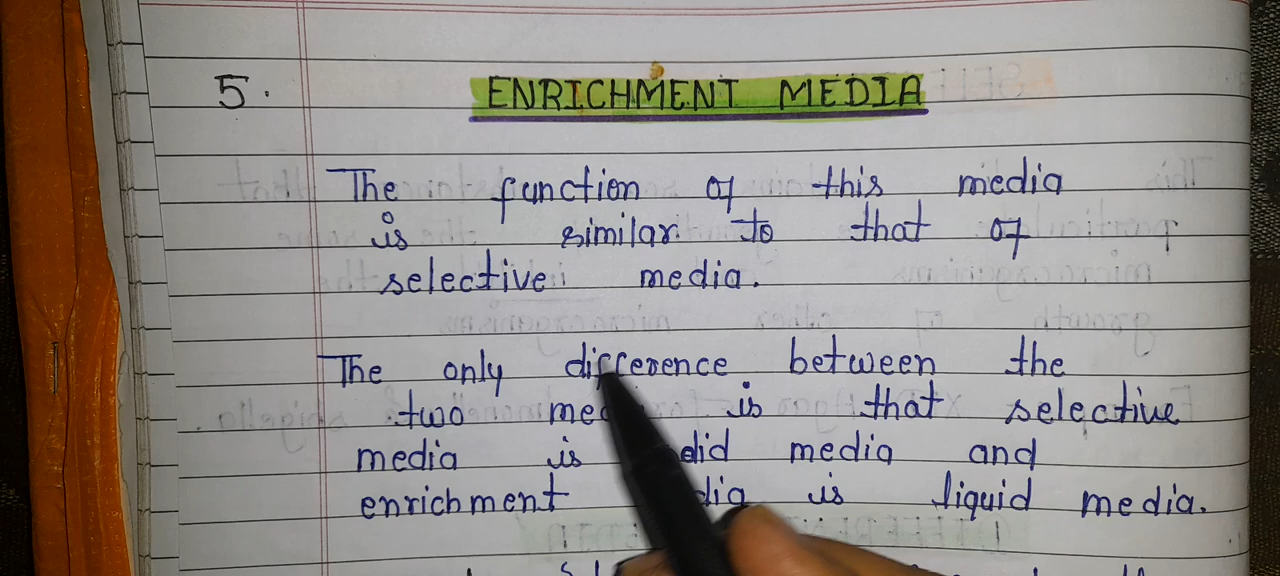 5. ENRICHMENT MEDIA
The function of this media
is similar to that of
selective media.
The only difference between the
two is that selective
media is media and
enrichment is liquid media.